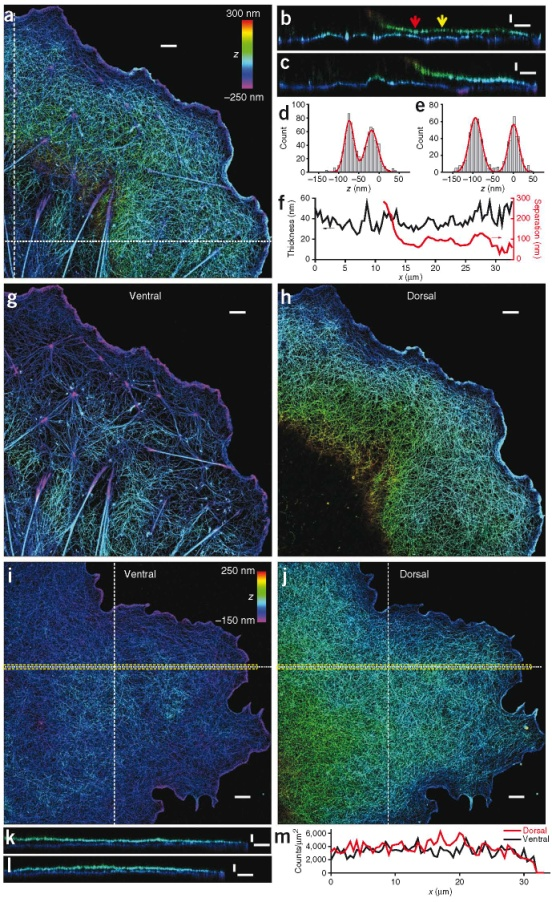 a
300 nm
z
−250 nm
b
c
d
100
80
60
40
20
0
Count
−150 −100 −50 0 50
z (nm)
e
80
60
40
20
0
Count
−150 −100 −50 0 50
z (nm)
f
60
40
20
0
Thickness (nm)
300
200
100
0
Separation (nm)
0 5 10 15 20 25 30
x (µm)
g
Ventral
h
Dorsal
i
Ventral
250 nm
z
−150 nm
j
Dorsal
k
l
m
6,000
4,000
2,000
0
Counts/µm²
Dorsal
Ventral
0 10 20 30
x (µm)